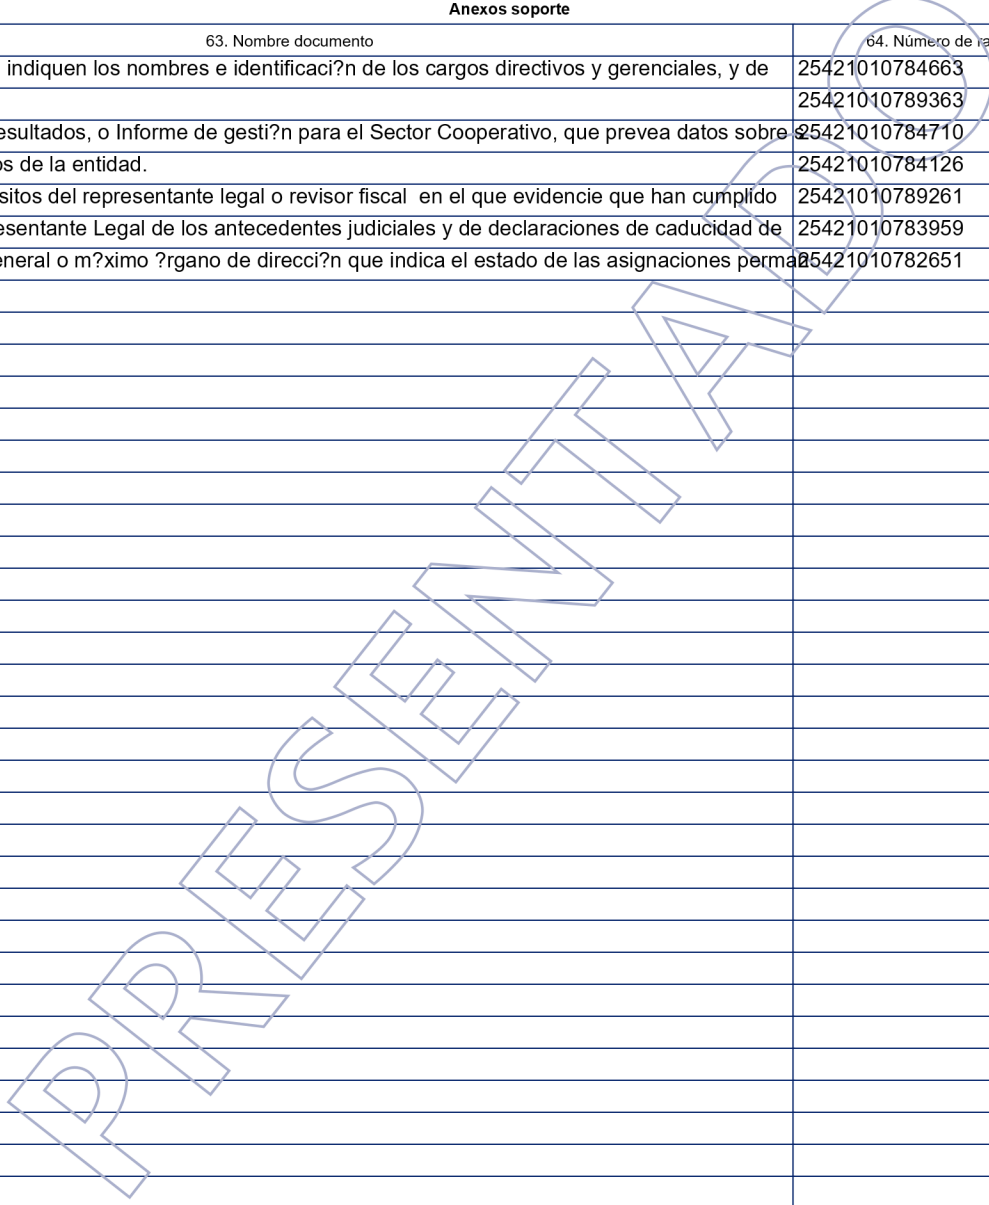 Anexos soporte
63. Nombre documento 64. Número de
indiquen los nombres e identificaci?n de los cargos directivos y gerenciales, y de 25421010784663
25421010789363
esultados, o Informe de gesti?n para el Sector Cooperativo, que prevea datos sobre 25421010784710
os de la entidad. 25421010784126
sitos del representante legal o revisor fiscal en el que evidencie que han cumplido 25421010789261
esentante Legal de los antecedentes judiciales y de declaraciones de caducidad de 25421010783959
eneral o m?ximo ?rgano de direcci?n que indica el estado de las asignaciones perman 25421010782651
PRESENTADO